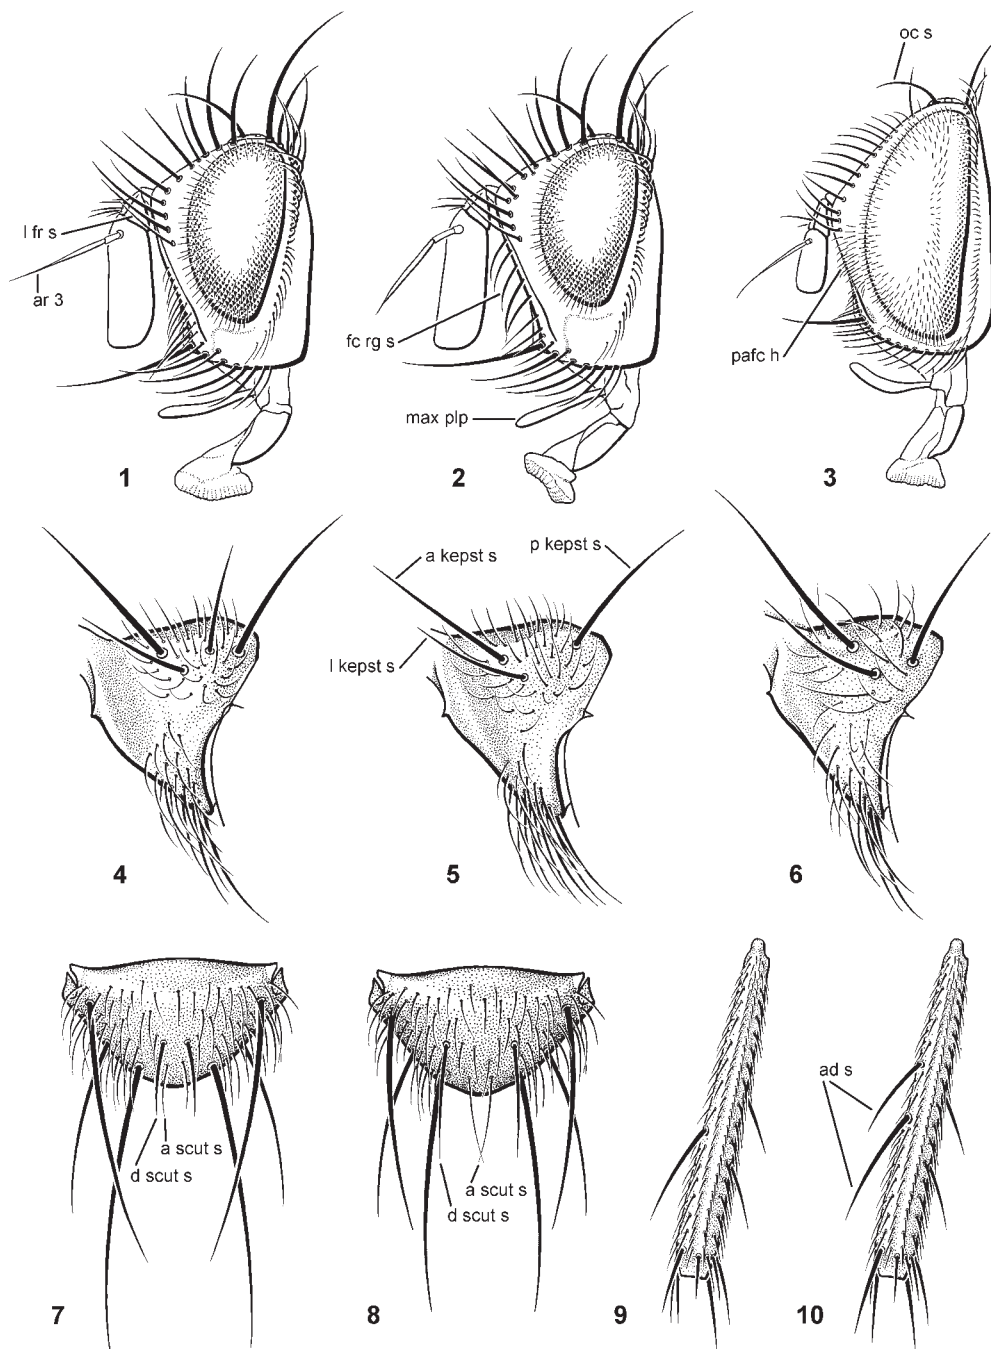 oc s
l fr s
ar 3
fc rg s
pafc h
max plp
1
2
3
a kepst s
p kepst s
l kepst s
4
5
6
ad s
a scut s
d scut s
a scut s
d scut s
7
8
9
10